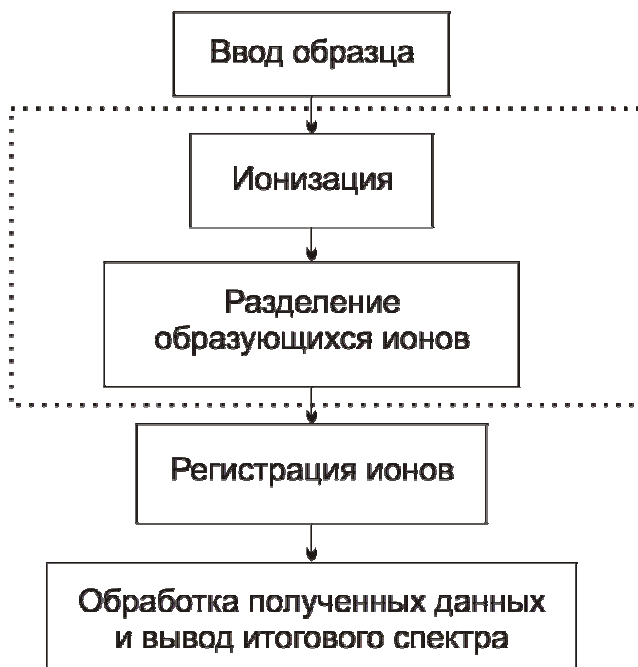 Ввод образца
Ионизация
Разделение
образующихся ионов
Регистрация ионов
Обработка полученных данных
и вывод итогового спектра